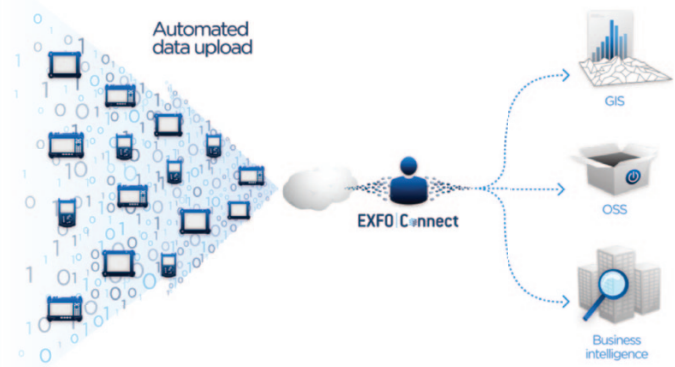 Automated
data upload
GIS
EXFO Connect
OSS
Business
intelligence